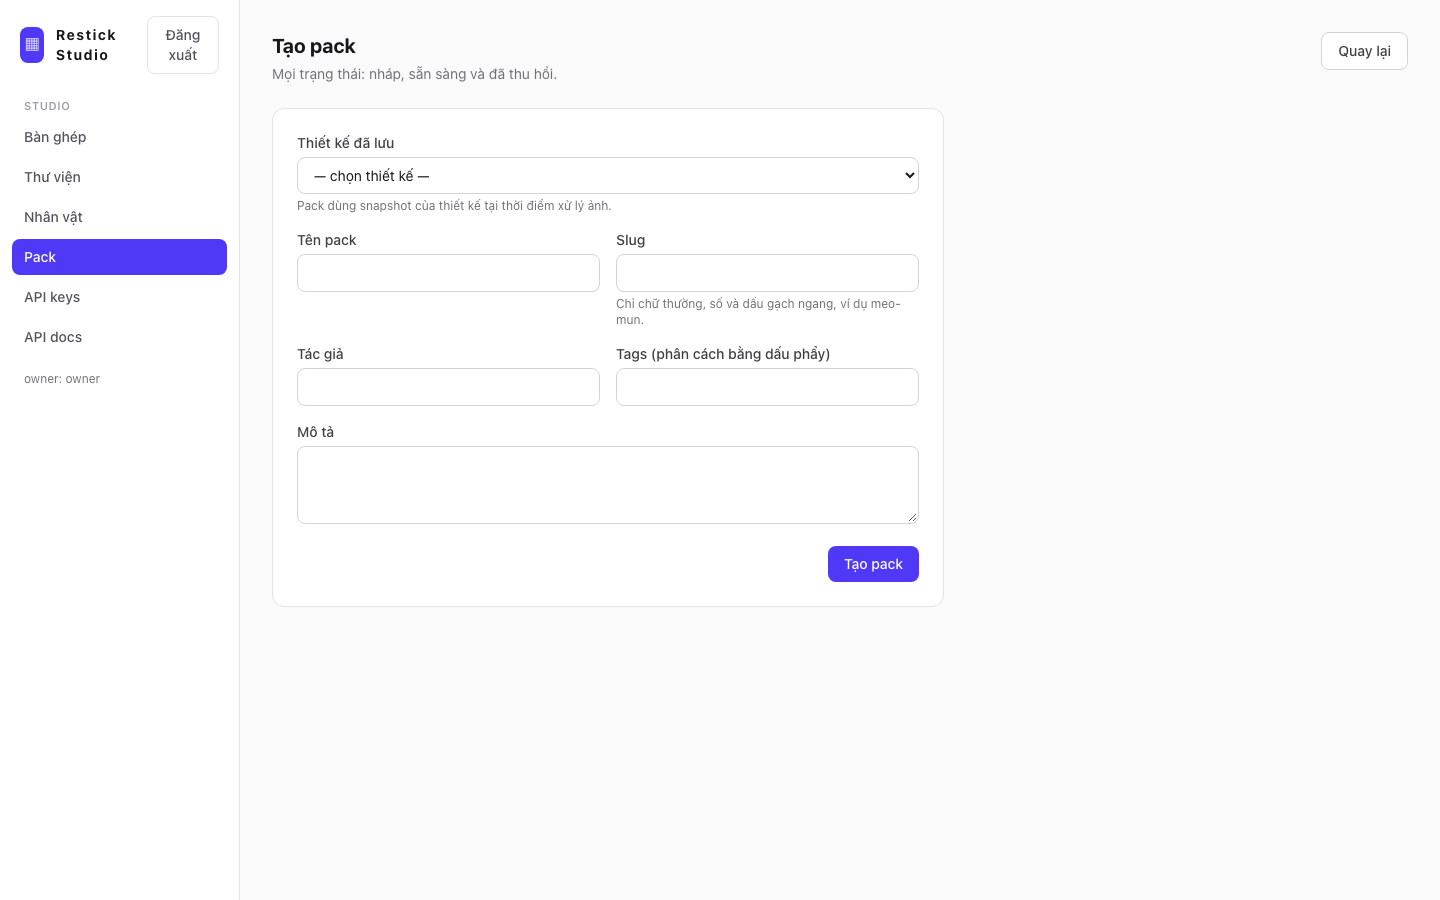 Restick
Studio
Đăng
xuất
STUDIO
Bàn ghép
Thư viện
Nhân vật
Pack
API keys
API docs
owner: owner
Tạo pack
Mọi trạng thái: nháp, sẵn sàng và đã thu hồi.
Quay lại
Thiết kế đã lưu
— chọn thiết kế —
Pack dùng snapshot của thiết kế tại thời điểm xử lý ảnh.
Tên pack
Slug
Chỉ chữ thường, số và dấu gạch ngang, ví dụ meo-
mun.
Tác giả
Tags (phân cách bằng dấu phẩy)
Mô tả
Tạo pack